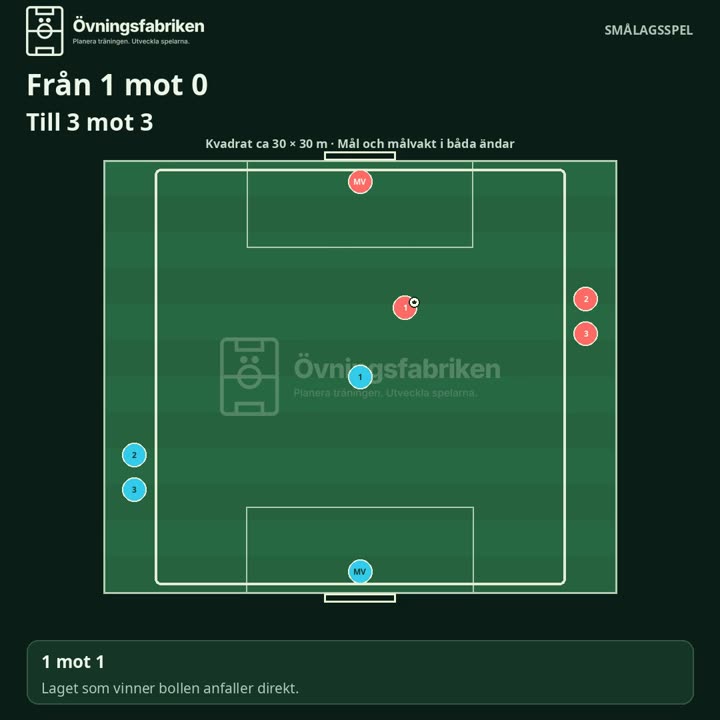 Övningsfabriken
Planera träningen. Utveckla spelarna.
SMÅLAGSSPEL
Från 1 mot 0
Till 3 mot 3
Kvadrat ca 30 × 30 m · Mål och målvakt i båda ändar
MV
2
1
3
Övningsfabriken
1
Planera träningen. Utveckla spelarna.
2
3
MV
1 mot 1
Laget som vinner bollen anfaller direkt.